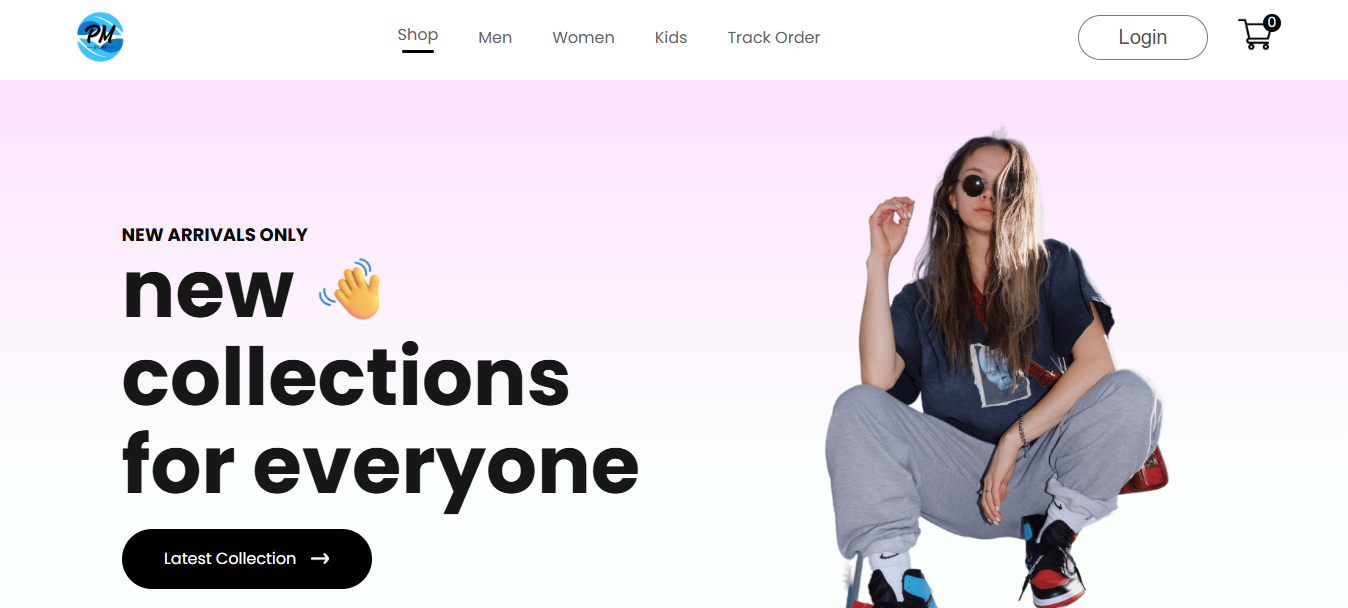 PM
Shop
Men
Women
Kids
Track Order
Login
0
NEW ARRIVALS ONLY
new 👋
collections
for everyone
Latest Collection →